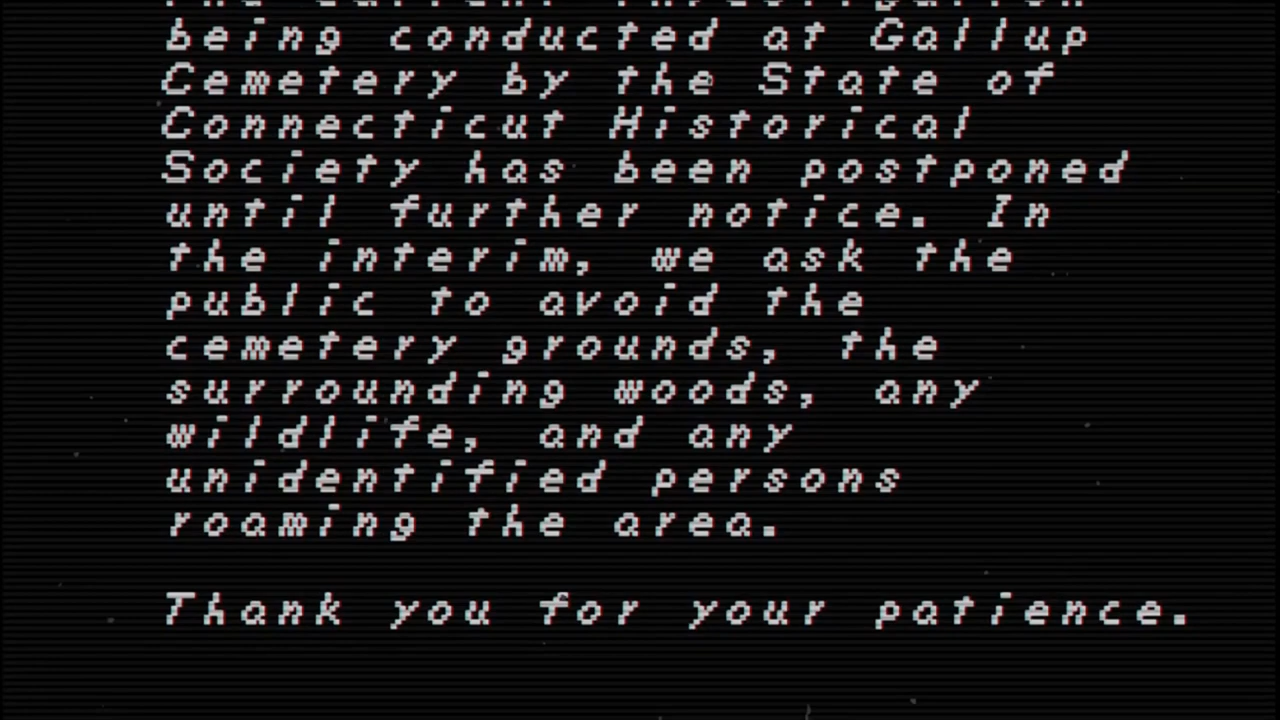 being conducted at Gallup
Cemetery by the State of
Connecticut Historical
Society has been postponed
until further notice. In
the interim, we ask the
public to avoid the
cemetery grounds, the
surrounding woods, any
wildlife, and any
unidentified persons
roaming the area.
Thank you for your patience.